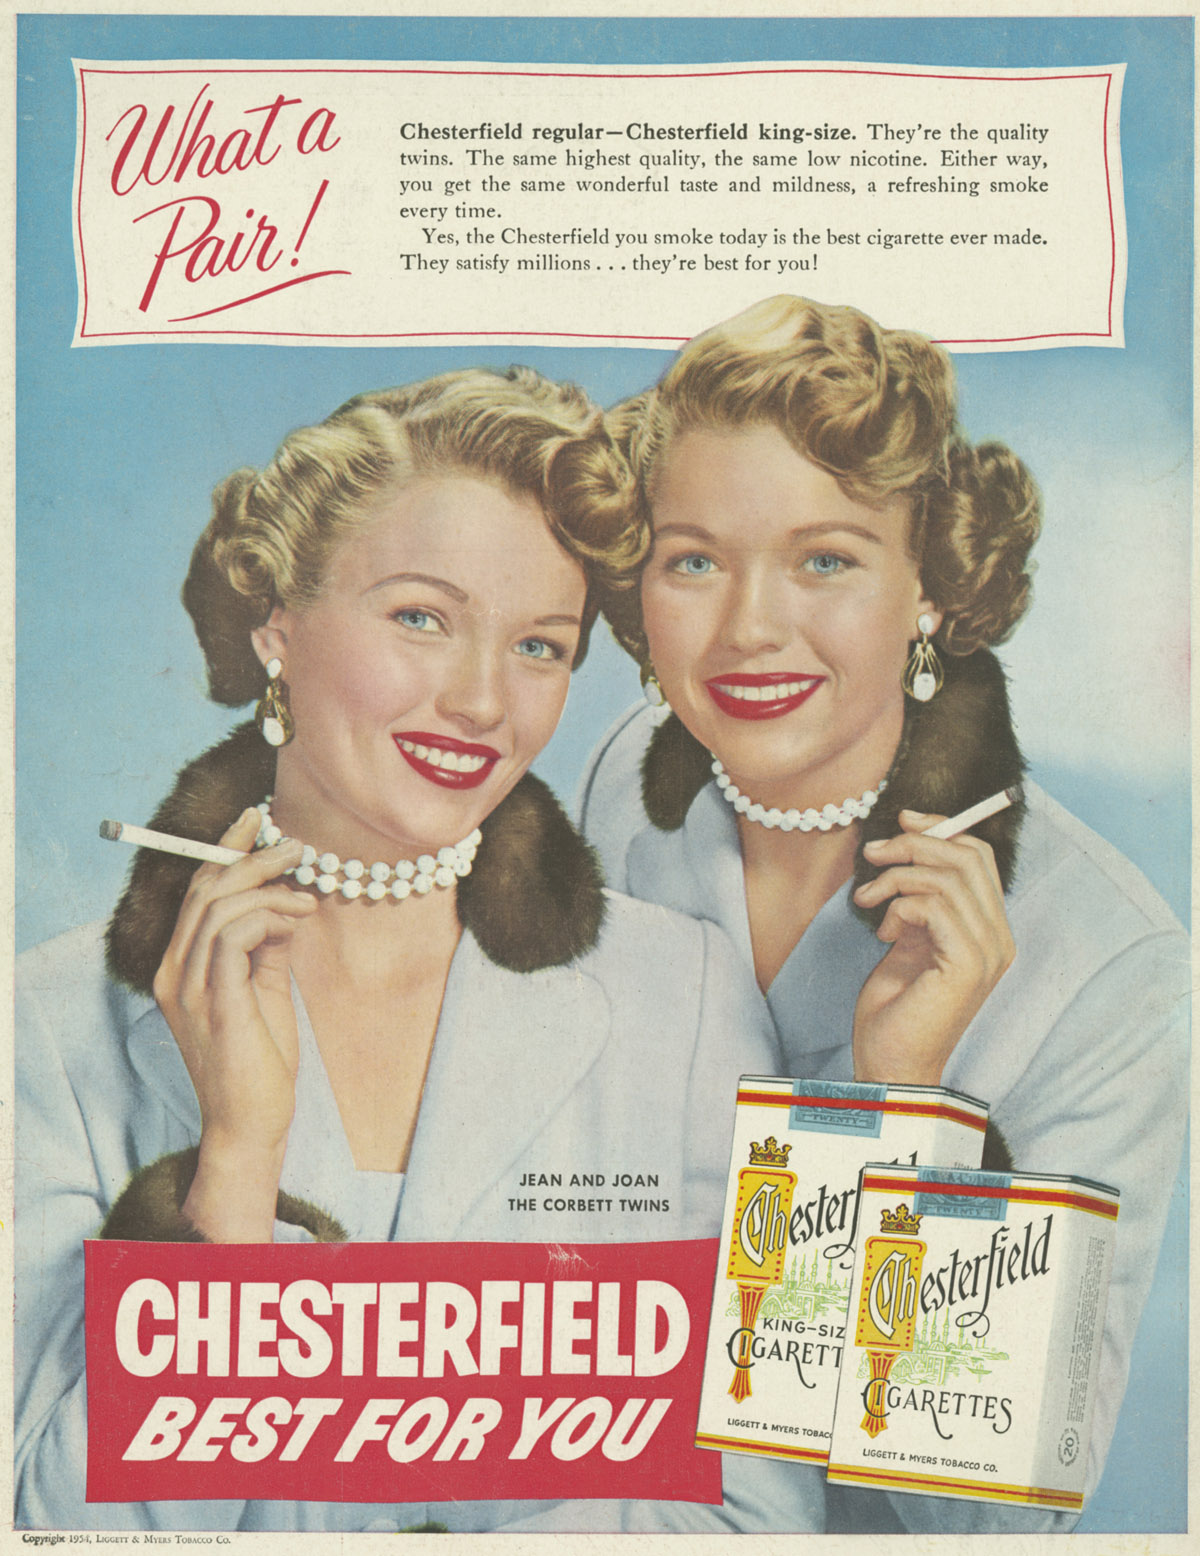 What a
Pair!
Chesterfield regular—Chesterfield king-size. They're the quality
twins. The same highest quality, the same low nicotine. Either way,
you get the same wonderful taste and mildness, a refreshing smoke
every time.
Yes, the Chesterfield you smoke today is the best cigarette ever made.
They satisfy millions . . . they're best for you!
JEAN AND JOAN
THE CORBETT TWINS
CHESTERFIELD
BEST FOR YOU
TWENTY
Chesterf
KING-SIZ
CIGARETT
LIGGETT & MYERS TOBACC
TWENTY
Chesterfield
CIGARETTES
LIGGETT & MYERS TOBACCO CO.
20
Copyright 1954, LIGGETT & MYERS TOBACCO CO.